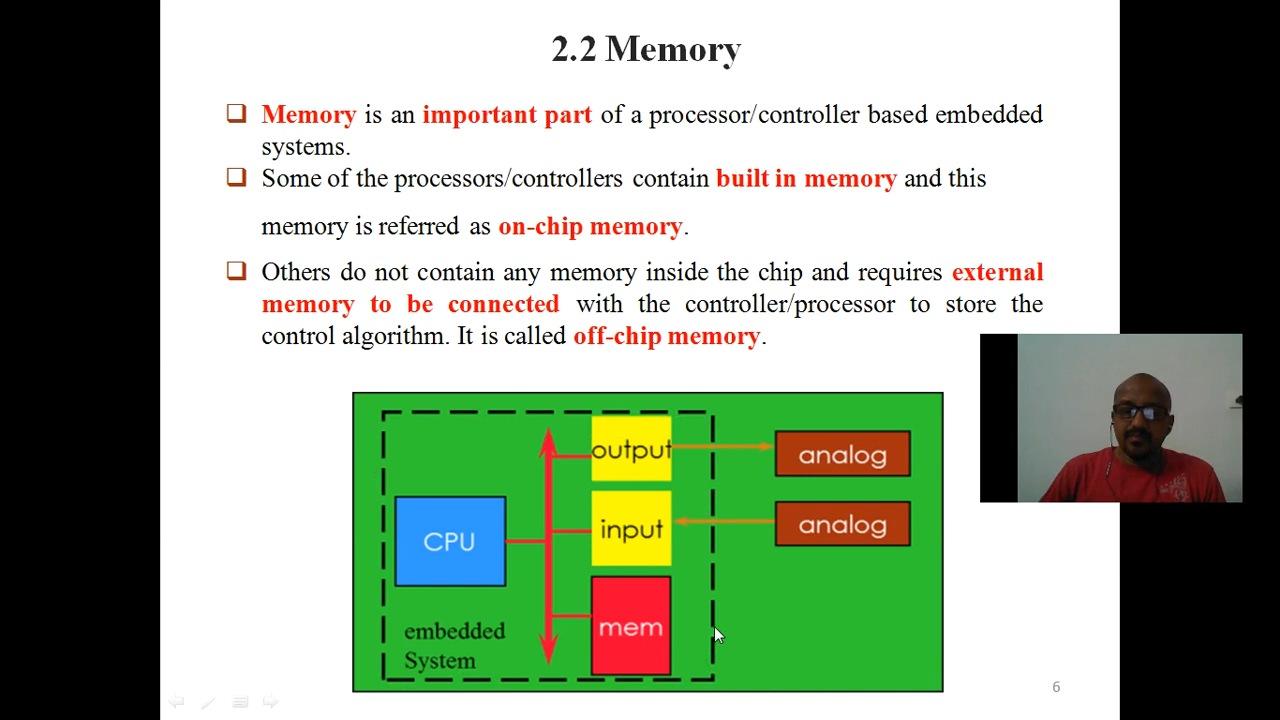 2.2 Memory
Memory is an important part of a processor/controller based embedded
systems.
Some of the processors/controllers contain built in memory and this
memory is referred as on-chip memory.
Others do not contain any memory inside the chip and requires external
memory to be connected with the controller/processor to store the
control algorithm. It is called off-chip memory.
output
analog
input
analog
CPU
mem
embedded
System
6